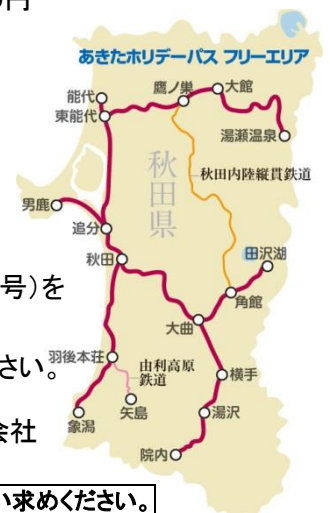 円
あきたホリデーパス フリーエリア
能代
東能代
鷹ノ巣
大館
湯瀬温泉
秋田県
秋田内陸縦貫鉄道
男鹿
追分
秋田
田沢湖
角館
号)を
大曲
羽後本荘
さい。
由利高原
鉄道
横手
象潟
矢島
湯沢
会社
院内
い求めください。